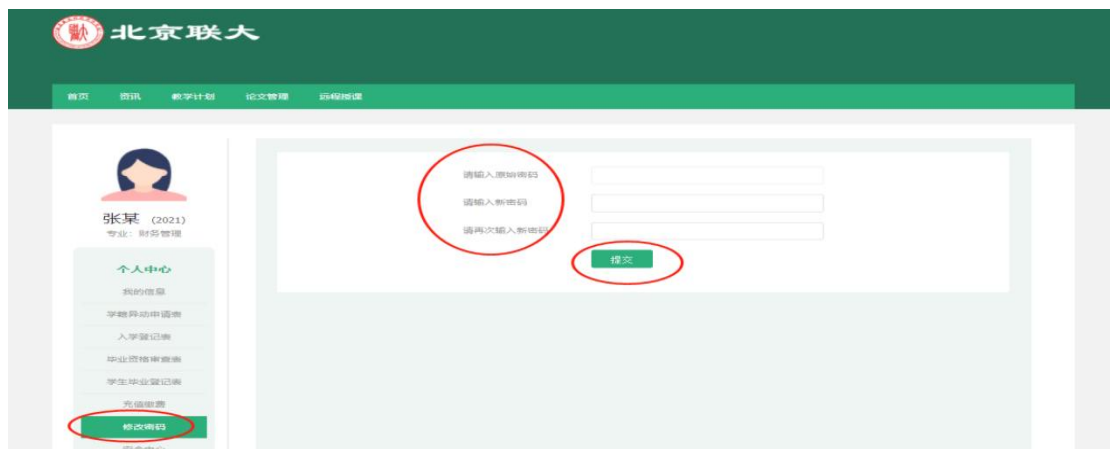 北京联大
首页 资讯 教学计划 论文管理 远程授课
张某 (2021)
专业：财务管理
个人中心
我的信息
学籍异动申请表
入学登记表
毕业资格审查表
学生毕业登记表
充值缴费
修改密码
请输入原始密码
请输入新密码
请再次输入新密码
提交